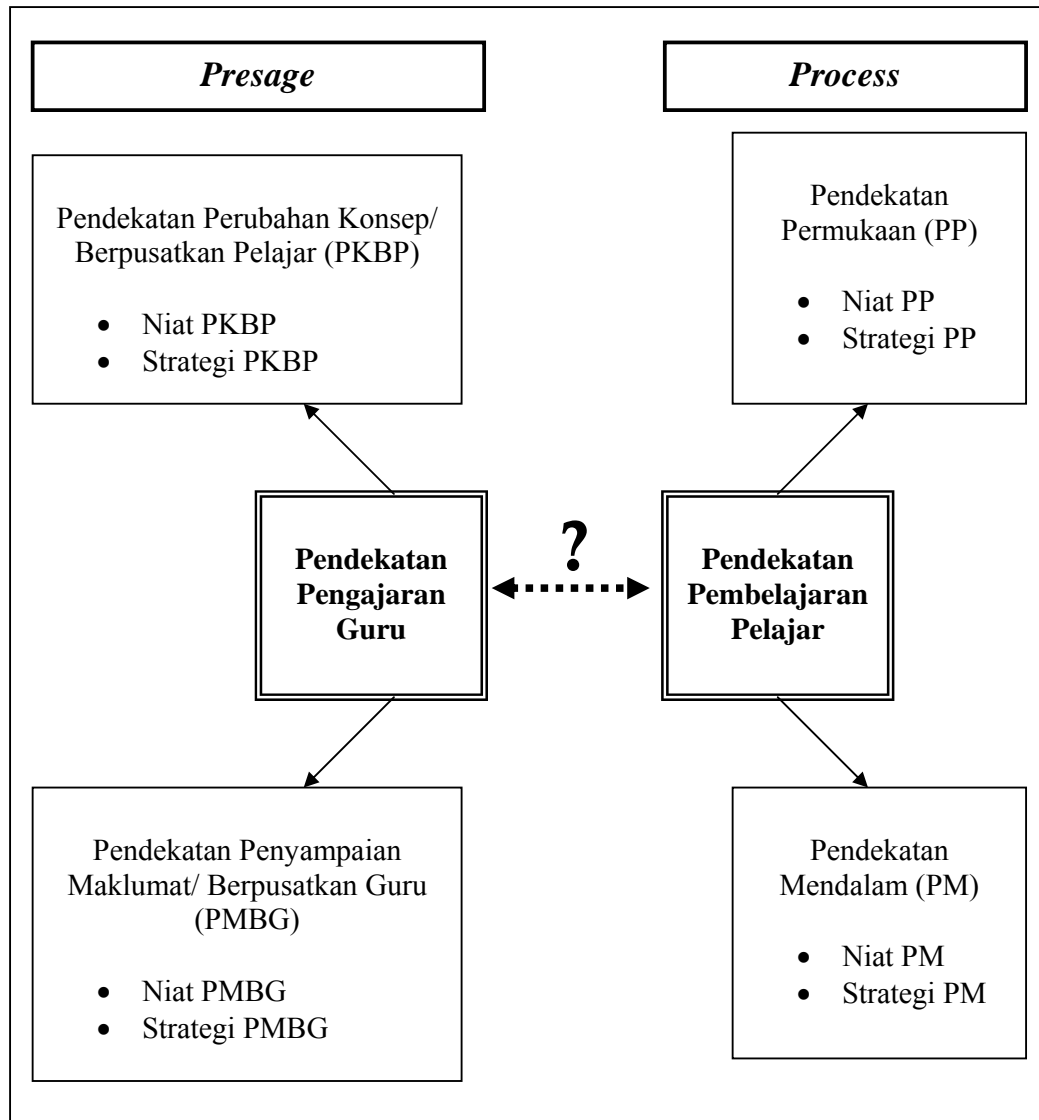 Presage
Process
Pendekatan Perubahan Konsep/
Berpusatkan Pelajar (PKBP)
• Niat PKBP
• Strategi PKBP
Pendekatan
Permukaan (PP)
• Niat PP
• Strategi PP
Pendekatan
Pengajaran
Guru
?
Pendekatan
Pembelajaran
Pelajar
Pendekatan Penyampaian
Maklumat/ Berpusatkan Guru
(PMBG)
• Niat PMBG
• Strategi PMBG
Pendekatan
Mendalam (PM)
• Niat PM
• Strategi PM